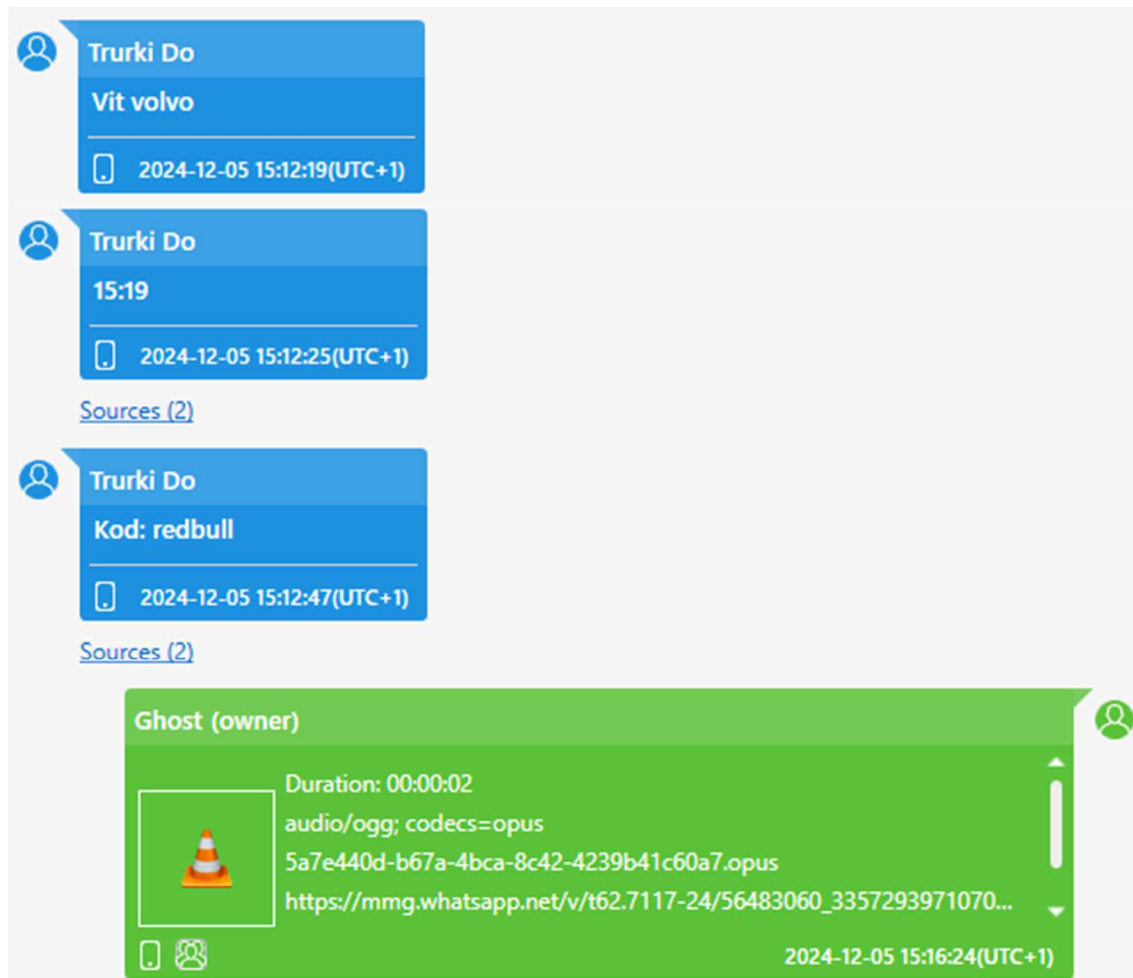 Trurki Do
Vit volvo
2024-12-05 15:12:19(UTC+1)
Trurki Do
15:19
2024-12-05 15:12:25(UTC+1)
Sources (2)
Trurki Do
Kod: redbull
2024-12-05 15:12:47(UTC+1)
Sources (2)
Ghost (owner)
Duration: 00:00:02
audio/ogg; codecs=opus
5a7e440d-b67a-4bca-8c42-4239b41c60a7.opus
https://mmg.whatsapp.net/v/t62.7117-24/56483060_3357293971070...
2024-12-05 15:16:24(UTC+1)